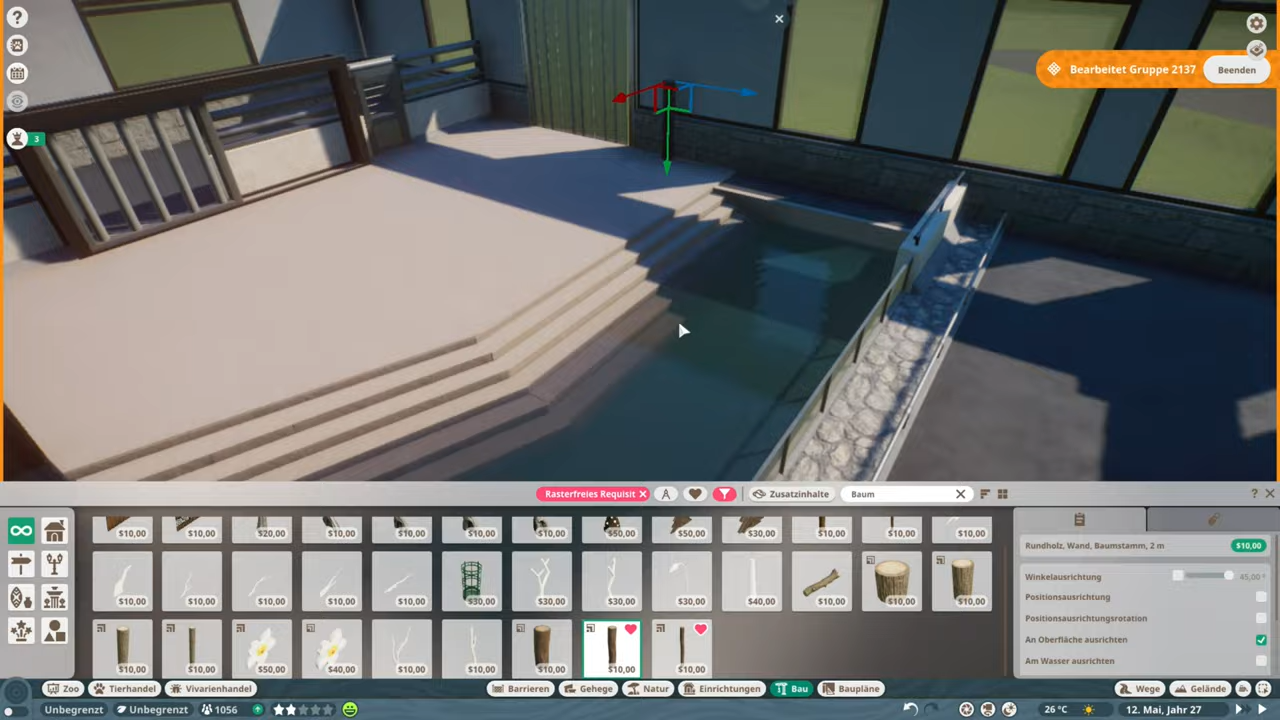 Bearbeitet Gruppe 2137
Beenden
3
Rasterfreies Requisit
Zusatzinhalte
Baum
$10,00 $10,00 $20,00 $10,00 $10,00 $10,00 $10,00 $50,00 $50,00 $30,00 $10,00 $10,00 $10,00
$10,00 $10,00 $10,00 $10,00 $10,00 $30,00 $30,00 $30,00 $30,00 $40,00 $10,00 $10,00 $10,00
$10,00 $10,00 $50,00 $40,00 $10,00 $10,00 $10,00 $10,00 $10,00
Rundholz, Wand, Baumstamm, 2 m $10,00
Winkelausrichtung 45,00 °
Positionsausrichtung
Positionsausrichtungsrotation
An Oberfläche ausrichten
Am Wasser ausrichten
Zoo Tierhandel Vivarienhandel Barrieren Gehege Natur Einrichtungen Bau Baupläne Wege Gelände
Unbegrenzt Unbegrenzt 1056 26 °C 12. Mai, Jahr 27